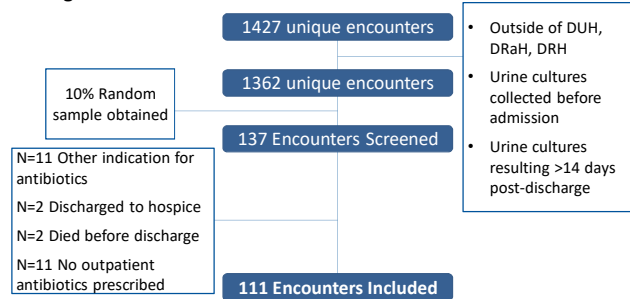 1427 unique encounters
• Outside of DUH,
DRaH, DRH
• Urine cultures
collected before
admission
• Urine cultures
resulting >14 days
post-discharge
1362 unique encounters
10% Random
sample obtained
137 Encounters Screened
N=11 Other indication for
antibiotics
N=2 Discharged to hospice
N=2 Died before discharge
N=11 No outpatient
antibiotics prescribed
111 Encounters Included